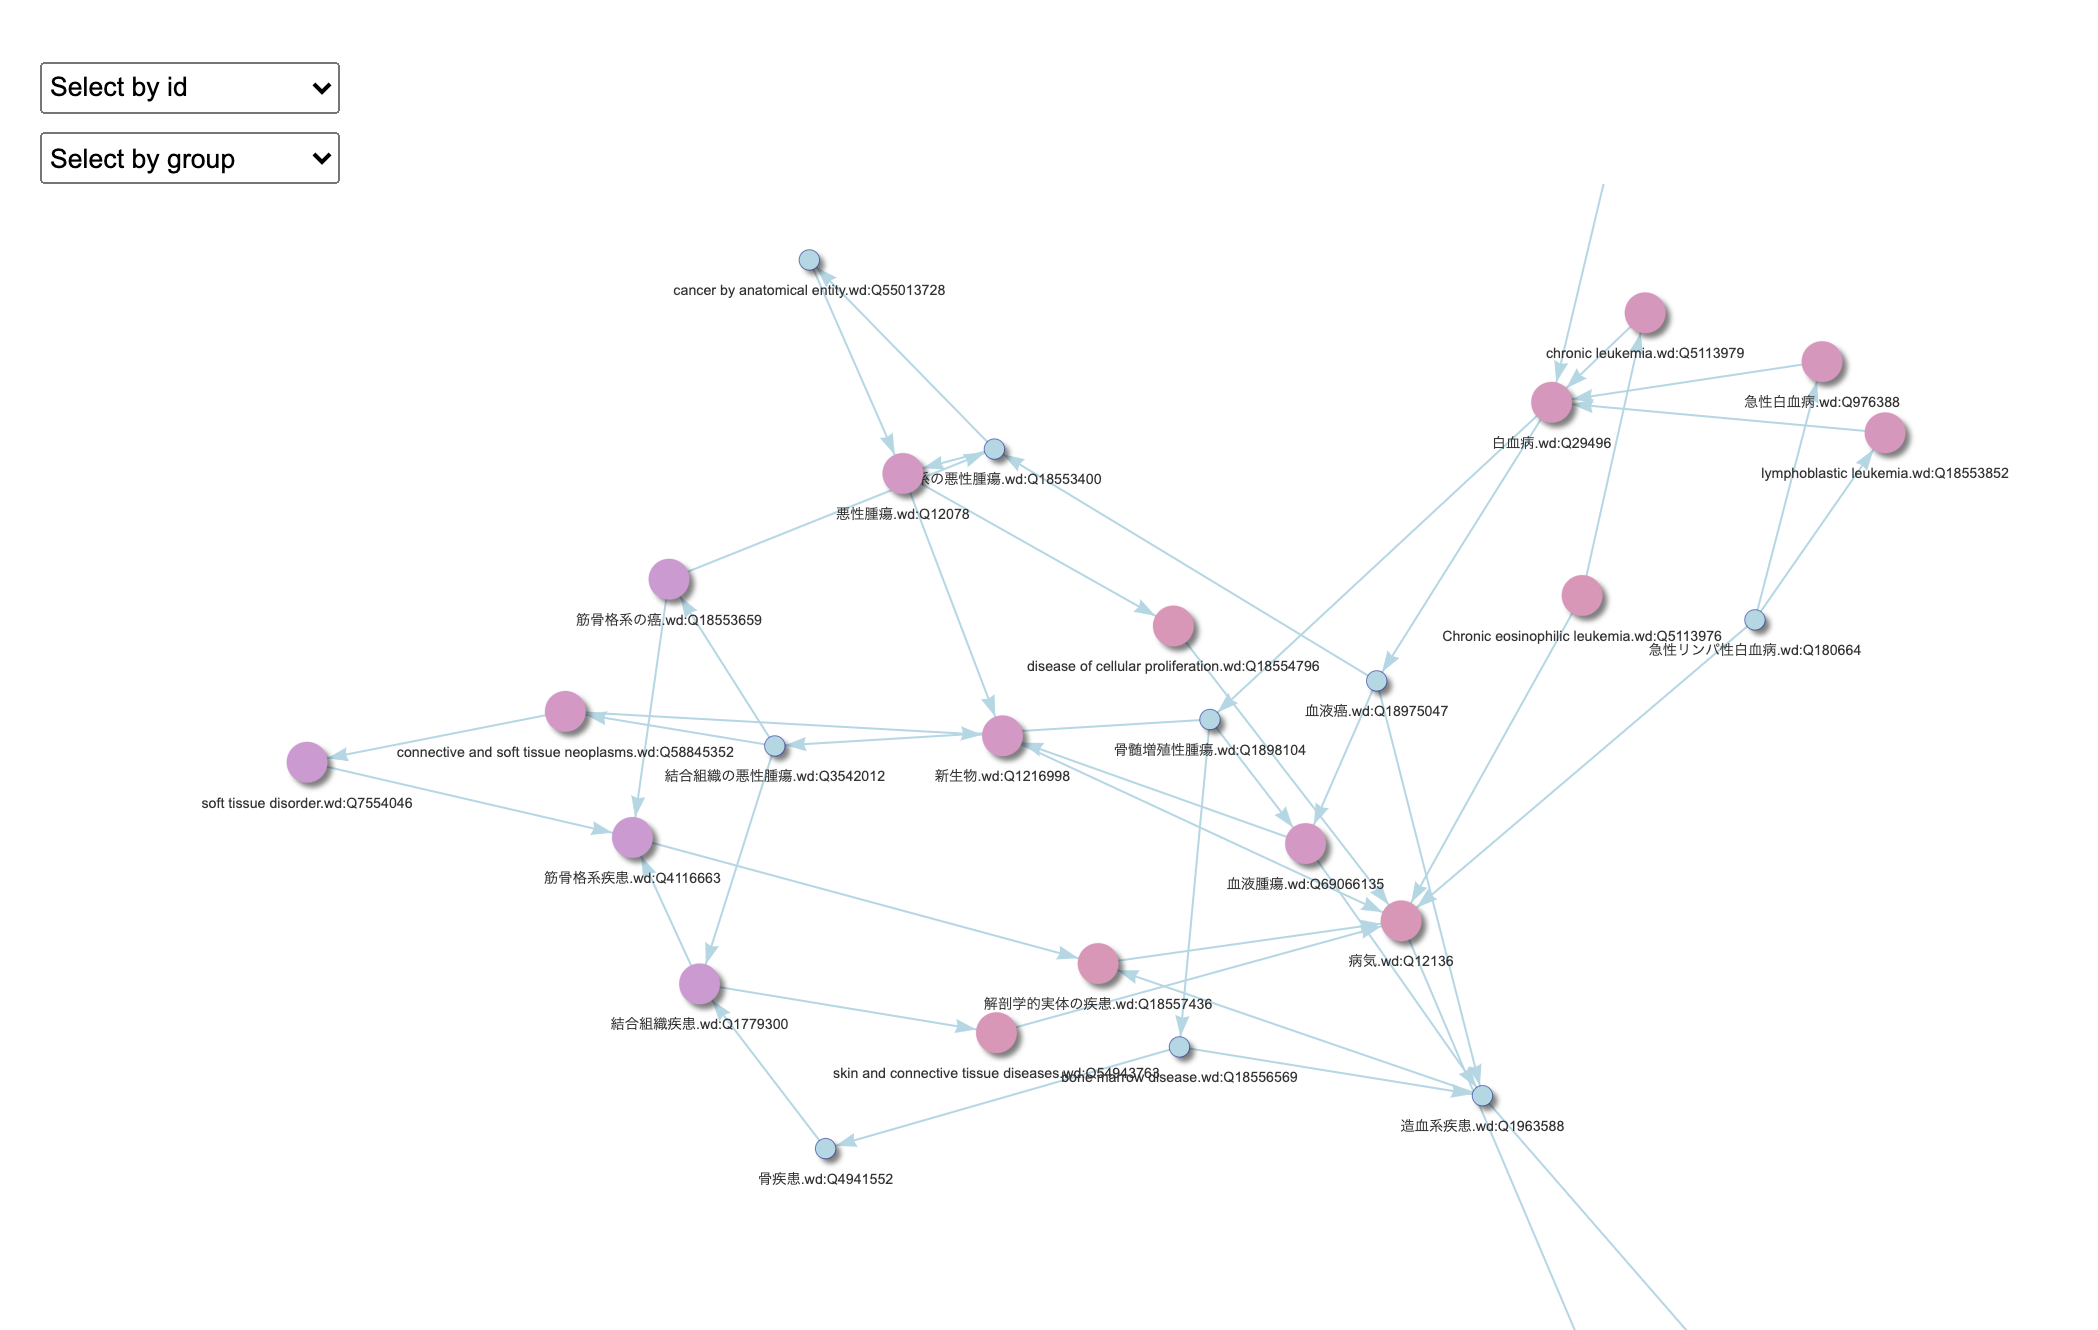 Select by id
Select by group
cancer by anatomical entity.wd:Q55013728
chronic leukemia.wd:Q5113979
急性白血病.wd:Q976388
白血病.wd:Q29496
lymphoblastic leukemia.wd:Q18553852
系の悪性腫瘍.wd:Q18553400
悪性腫瘍.wd:Q12078
筋骨格系の癌.wd:Q18553659
Chronic eosinophilic leukemia.wd:Q5113976
急性リンパ性白血病.wd:Q180664
disease of cellular proliferation.wd:Q18554796
血液癌.wd:Q18975047
connective and soft tissue neoplasms.wd:Q58845352
骨髄増殖性腫瘍.wd:Q1898104
結合組織の悪性腫瘍.wd:Q3542012
新生物.wd:Q1216998
soft tissue disorder.wd:Q7554046
筋骨格系疾患.wd:Q4116663
血液腫瘍.wd:Q69066135
病気.wd:Q12136
解剖学的実体の疾患.wd:Q18557436
結合組織疾患.wd:Q1779300
skin and connective tissue diseases.wd:Q54943763
bone marrow disease.wd:Q18556569
造血系疾患.wd:Q1963588
骨疾患.wd:Q4941552